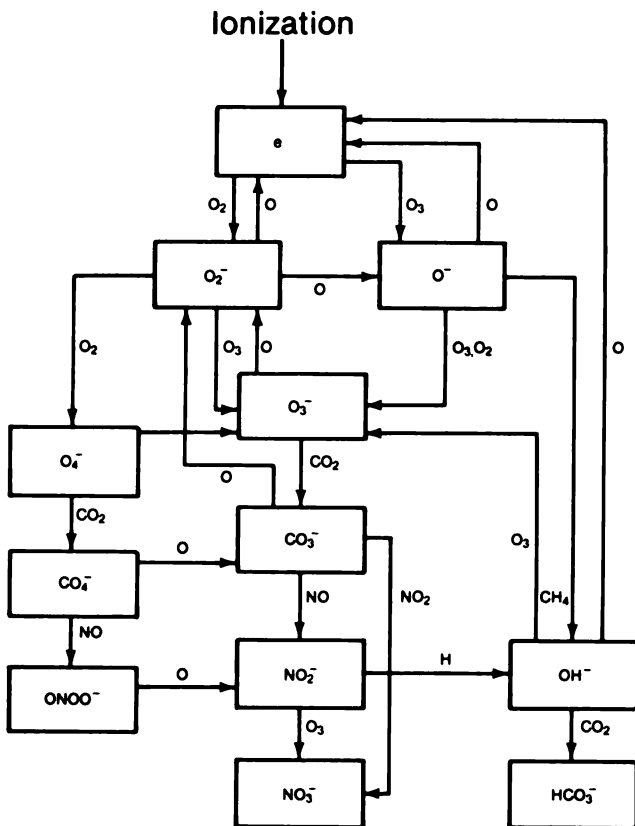 Ionization
e
O₂ O O₃ O
O₂⁻ O O⁻
O₂ O₃ O O₃,O₂ O
O₃⁻
O₄⁻
CO₂ O CO₂ O₃ CH₄
CO₄⁻ O CO₃⁻
NO NO NO₂
ONOO⁻ O NO₂⁻ H OH⁻
O₃ CO₂
NO₃⁻ HCO₃⁻